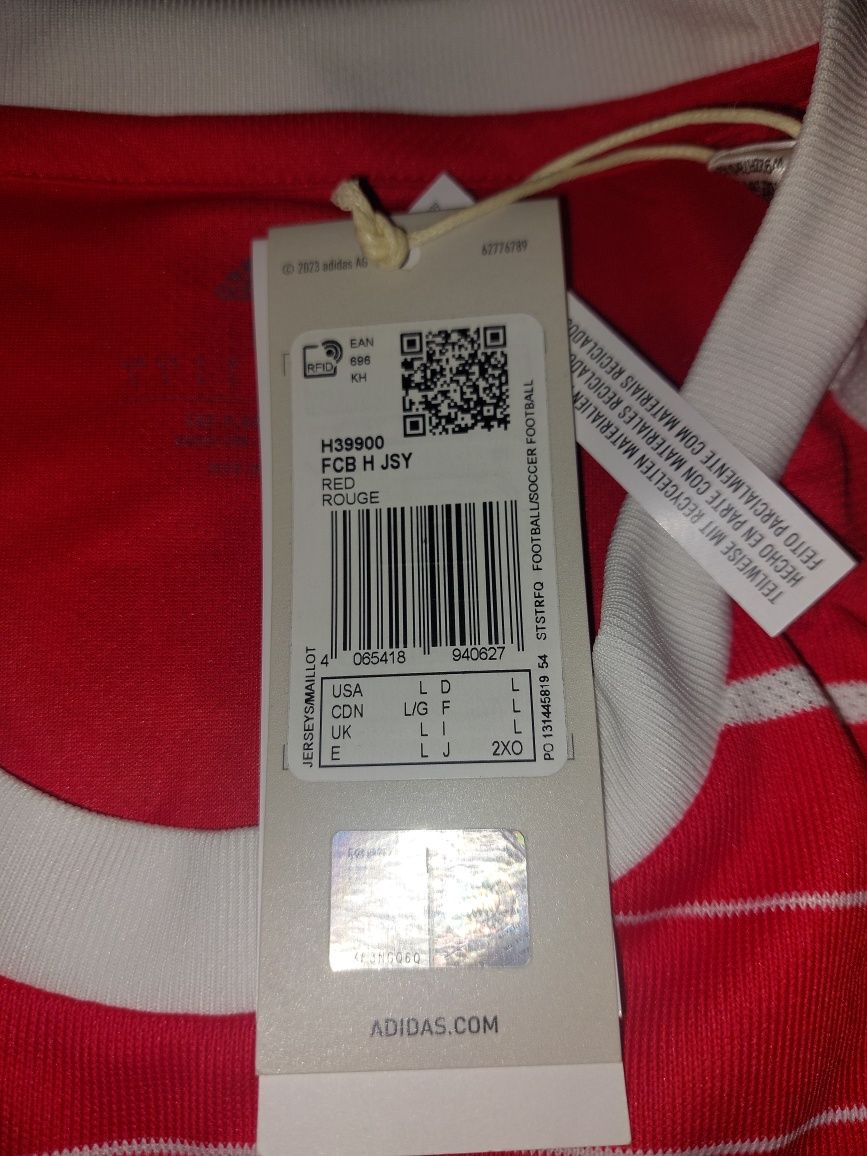 © 2023 adidas AG
62776789
RFID
EAN
696
KH
H39900
FCB H JSY
RED
ROUGE
JERSEYS/MAILLOT
STSTRFQ FOOTBALL/SOCCER FOOTBALL
PO 131445819 54
4 065418 940627
USA L D L
CDN L/G F L
UK L I L
E L J 2XO
ADIDAS.COM
TEILWEISE MIT RECYCELTEN MATERIALIEN
HECHO EN PARTE CON MATERIALES RECICLADO
FEITO PARCIALMENTE COM MATERIAIS RECICLADO